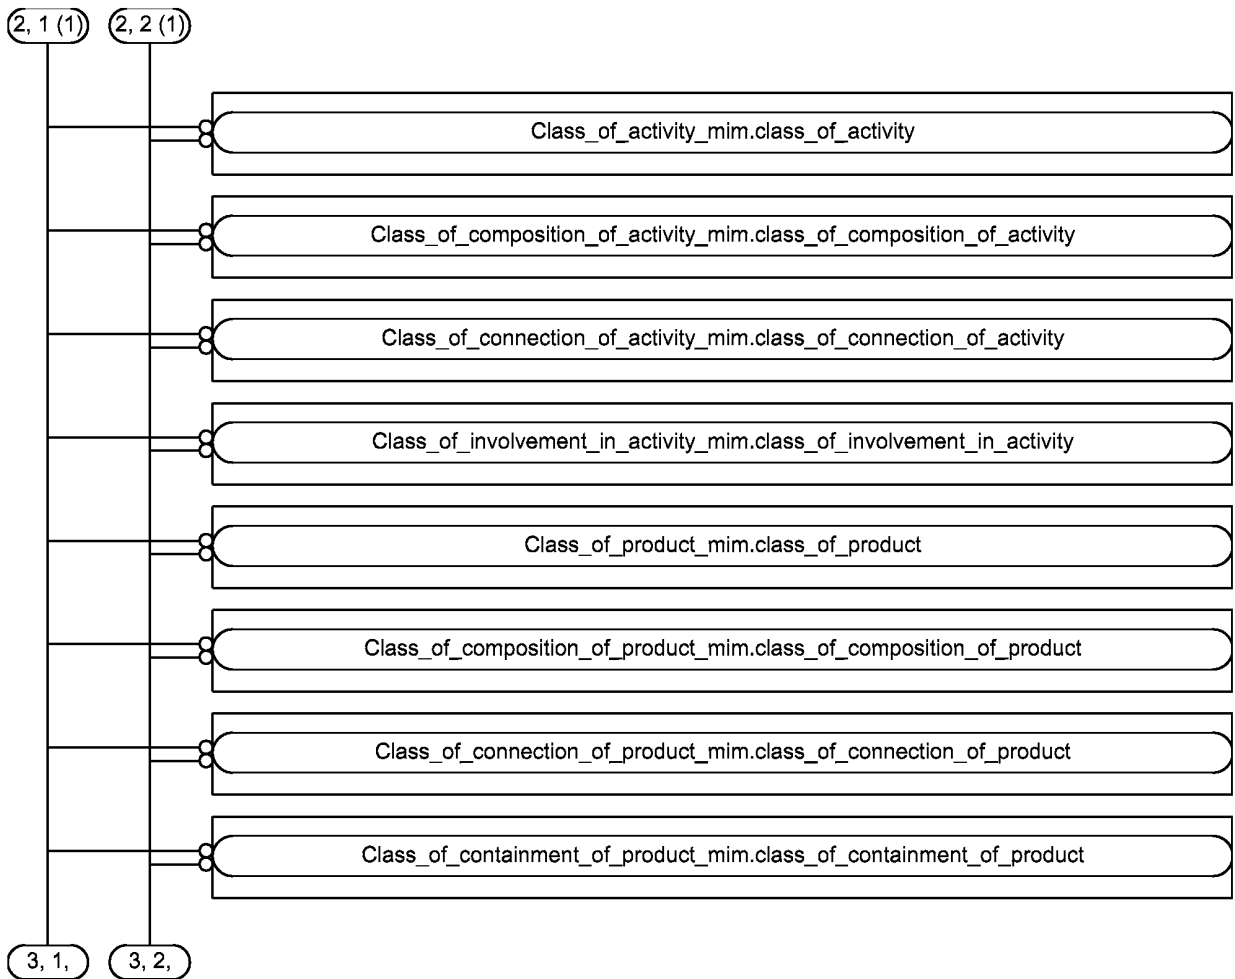 2, 1 (1) 2, 2 (1)
Class_of_activity_mim.class_of_activity
Class_of_composition_of_activity_mim.class_of_composition_of_activity
Class_of_connection_of_activity_mim.class_of_connection_of_activity
Class_of_involvement_in_activity_mim.class_of_involvement_in_activity
Class_of_product_mim.class_of_product
Class_of_composition_of_product_mim.class_of_composition_of_product
Class_of_connection_of_product_mim.class_of_connection_of_product
Class_of_containment_of_product_mim.class_of_containment_of_product
3, 1, 3, 2,